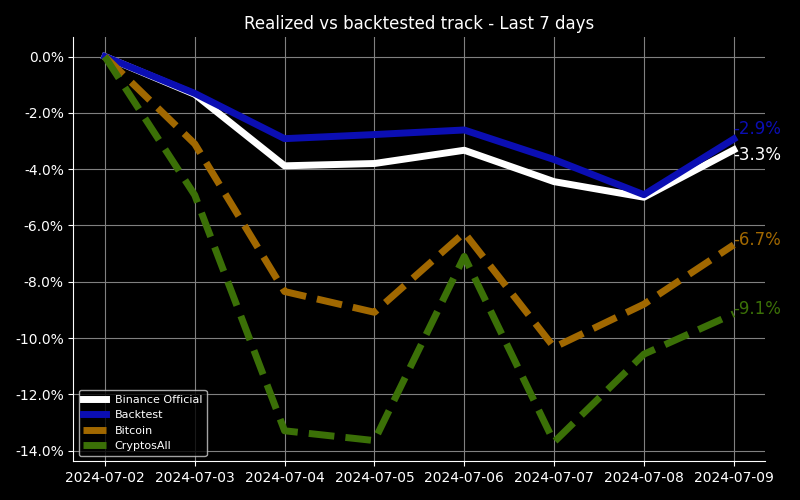 Realized vs backtested track - Last 7 days
0.0%
-2.0%
-4.0%
-6.0%
-8.0%
-10.0%
-12.0%
-14.0%
-2.9%
-3.3%
-6.7%
-9.1%
Binance Official
Backtest
Bitcoin
CryptosAll
2024-07-02 2024-07-03 2024-07-04 2024-07-05 2024-07-06 2024-07-07 2024-07-08 2024-07-09